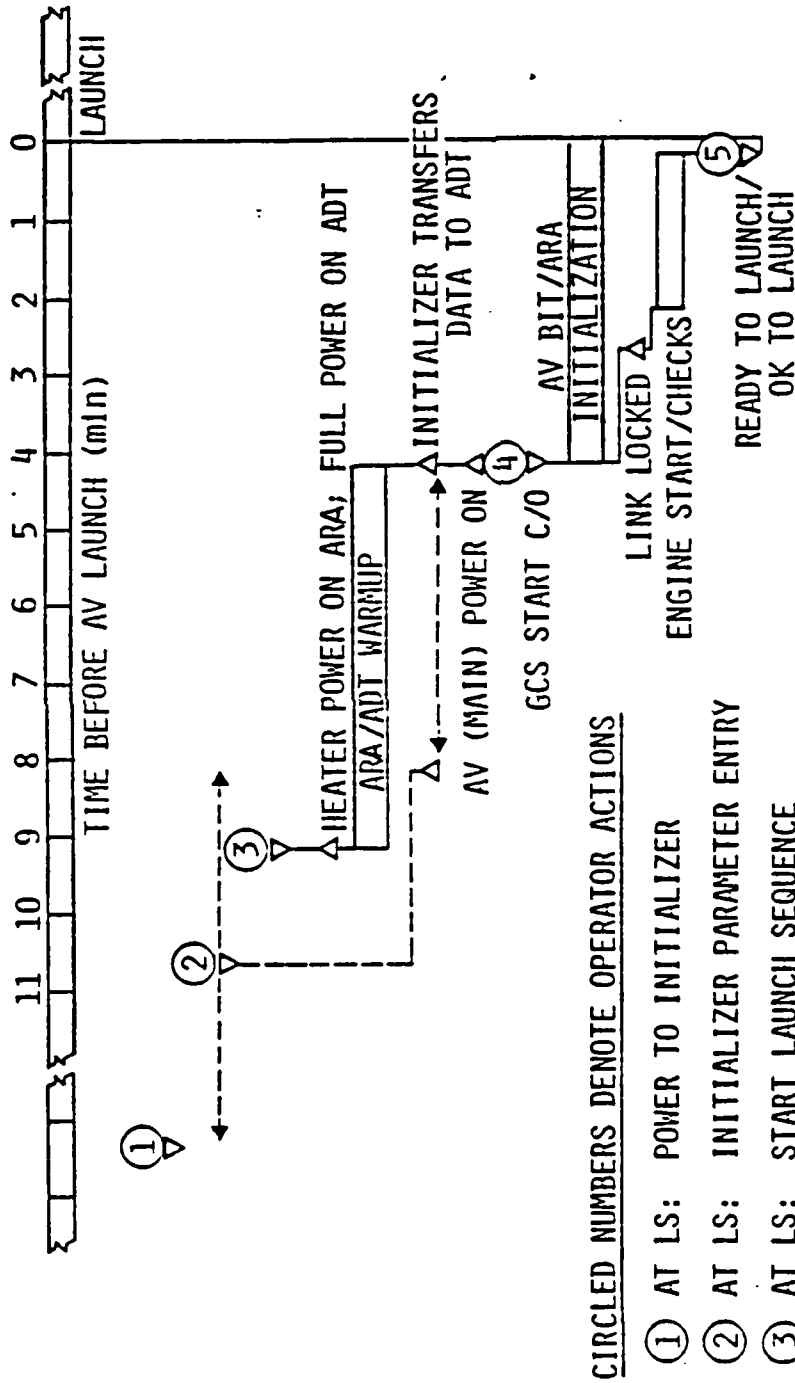 11 10 9 8 7 6 5 4 3 2 1 0
TIME BEFORE AV LAUNCH (min)
LAUNCH
1
2
3
HEATER POWER ON ARA; FULL POWER ON ADT
ARA/ADT WARMUP
INITIALIZER TRANSFERS
DATA TO ADT
AV (MAIN) POWER ON
4
GCS START C/O
AV BIT/ARA
INITIALIZATION
LINK LOCKED
ENGINE START/CHECKS
5
READY TO LAUNCH/
OK TO LAUNCH
CIRCLED NUMBERS DENOTE OPERATOR ACTIONS
1 AT LS: POWER TO INITIALIZER
2 AT LS: INITIALIZER PARAMETER ENTRY
3 AT LS: START LAUNCH SEQUENCE